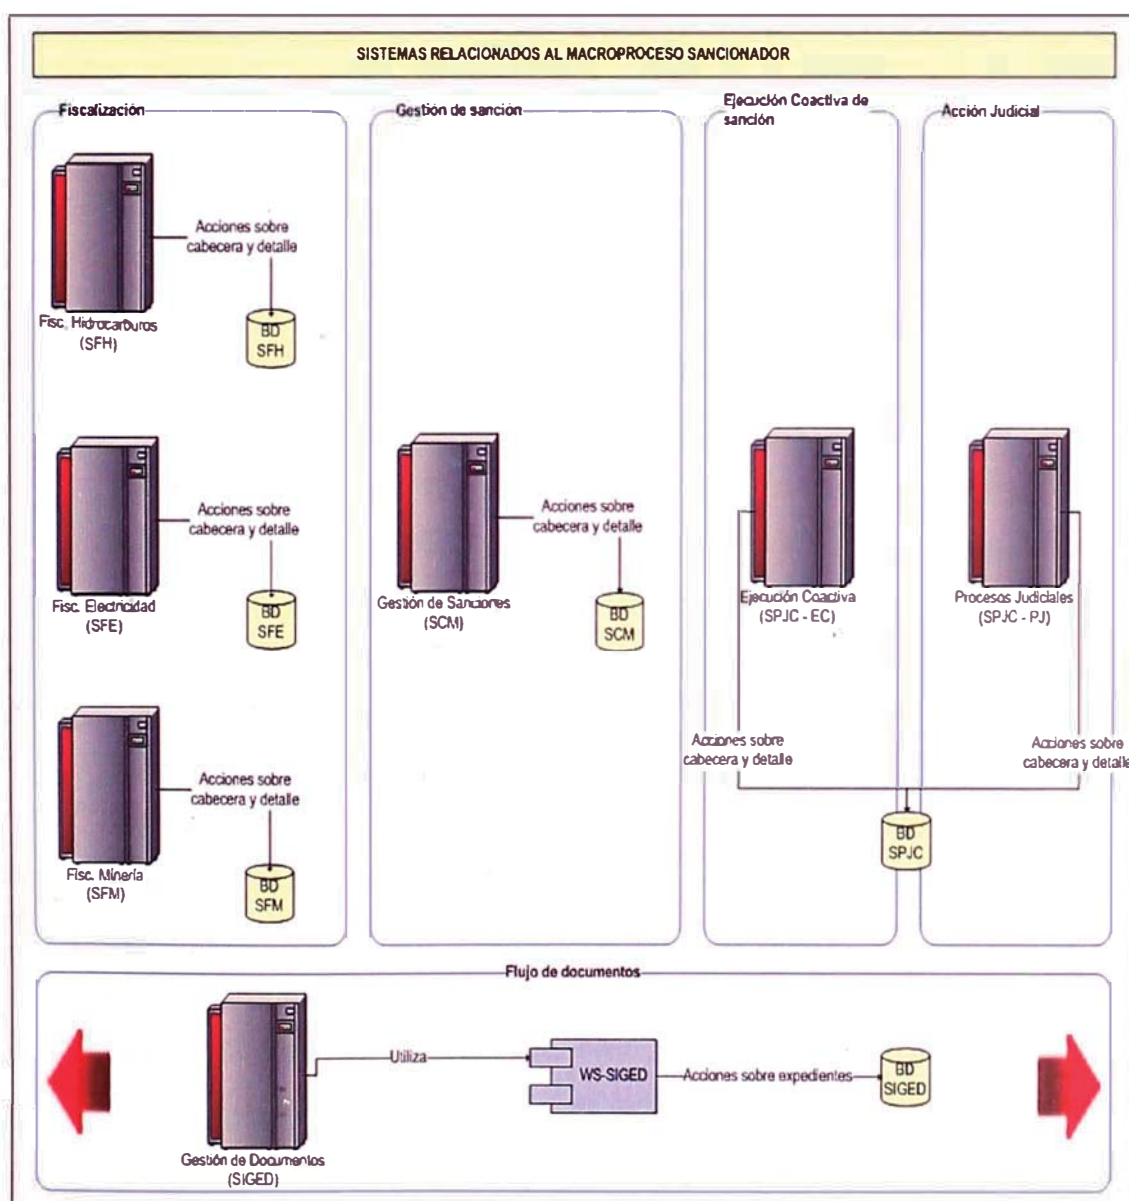 SISTEMAS RELACIONADOS AL MACROPROCESO SANCIONADOR
Fiscalización
Gestión de sanción
Ejecución Coactiva de
sanción
Acción Judicial
Acciones sobre
cabecera y detalle
Fisc. Hidrocarburos
(SFH)
BD
SFH
Acciones sobre
cabecera y detalle
Fisc. Electricidad
(SFE)
BD
SFE
Acciones sobre
cabecera y detalle
Gestión de Sanciones
(SCM)
BD
SCM
Ejecución Coactiva
(SPJC - EC)
Procesos Judiciales
(SPJC - PJ)
Acciones sobre
cabecera y detalle
Acciones sobre
cabecera y detalle
BD
SPJC
Acciones sobre
cabecera y detalle
Fisc. Minería
(SFM)
BD
SFM
Flujo de documentos
Utiliza
WS-SIGED
Acciones sobre expedientes
BD
SIGED
Gestión de Documentos
(SIGED)